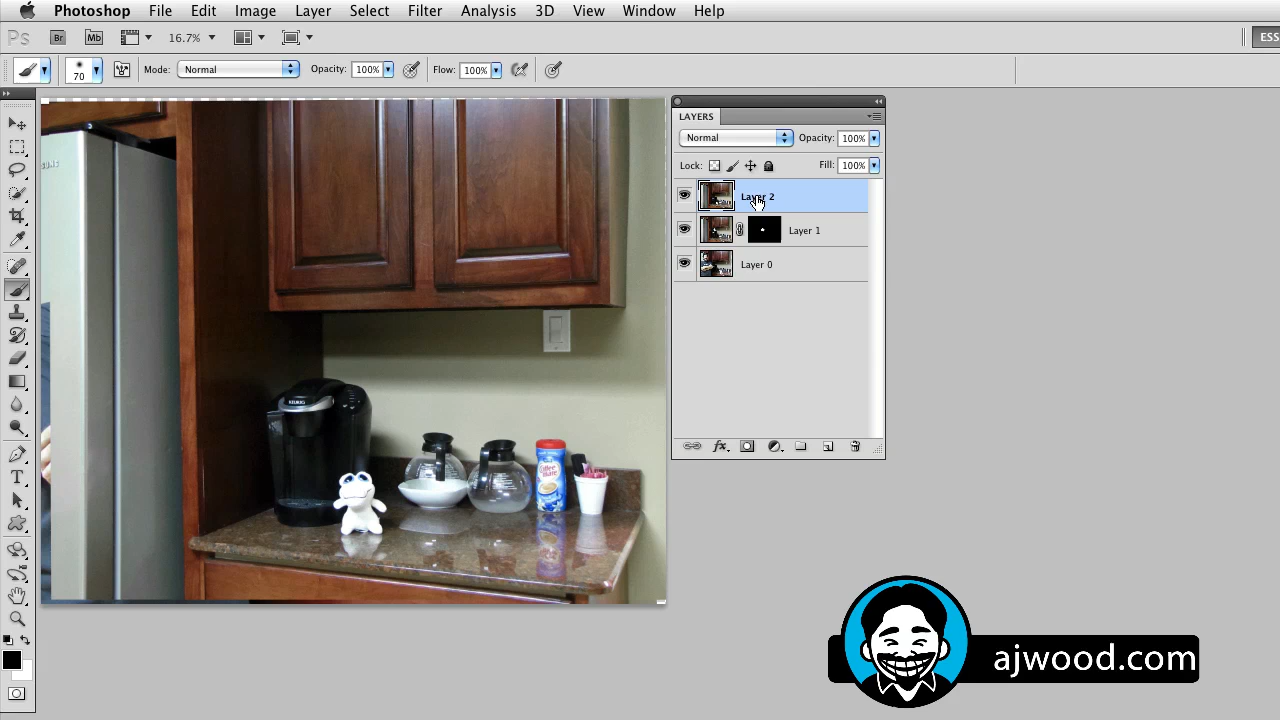 Photoshop File Edit Image Layer Select Filter Analysis 3D View Window Help
Ps Br Mb 16.7% ESS
70 Mode: Normal Opacity: 100% Flow: 100%
LAYERS
Normal Opacity: 100%
Lock: Fill: 100%
Layer 2
Layer 1
Layer 0
fx
T
KEURIG
Coffee
mate
ajwood.com